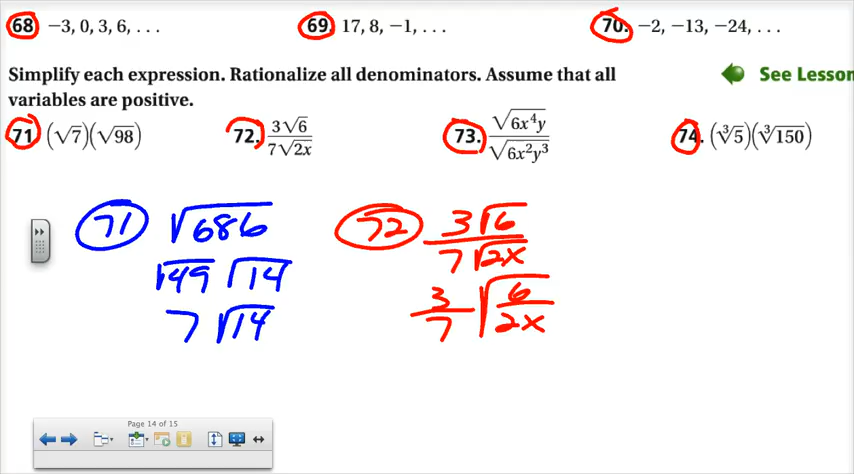 68. −3, 0, 3, 6, . . .
69. 17, 8, −1, . . .
70. −2, −13, −24, . . .
Simplify each expression. Rationalize all denominators. Assume that all
variables are positive.
See Lesson
71. (√7)(√98)
72. 3√6 / 7√2x
73. √6x⁴y / √6x²y³
74. (∛5)(∛150)
71 √686
√49 √14
7 √14
72 3√6 / 7√2x
3/7 √6/2x
Page 14 of 15